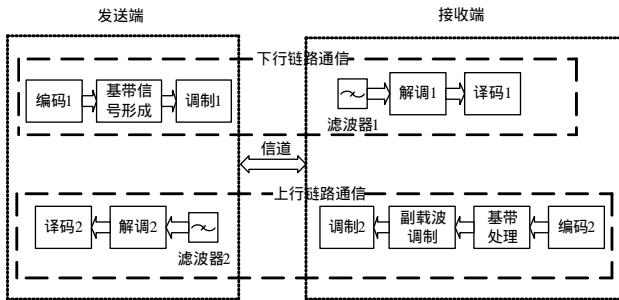 发送端
接收端
下行链路通信
编码1
基带信
号形成
调制1
滤波器1
解调1
译码1
信道
上行链路通信
译码2
解调2
滤波器2
调制2
副载波
调制
基带
处理
编码2